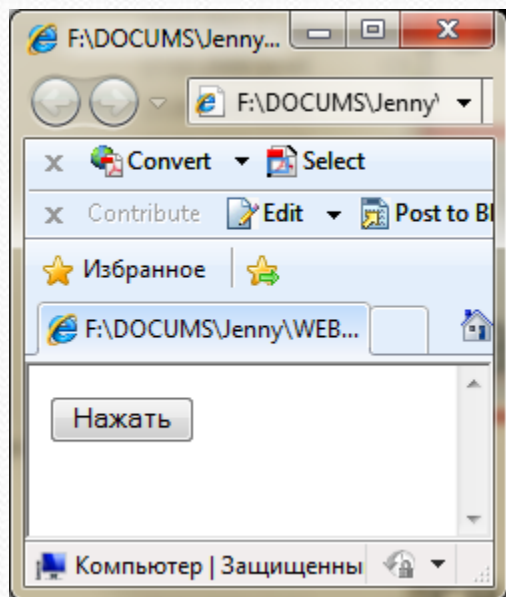 F:\DOCUMS\Jenny...
F:\DOCUMS\Jenny\
x Convert Select
x Contribute Edit Post to Bl
Избранное
F:\DOCUMS\Jenny\WEB...
Нажать
Компьютер | Защищенны